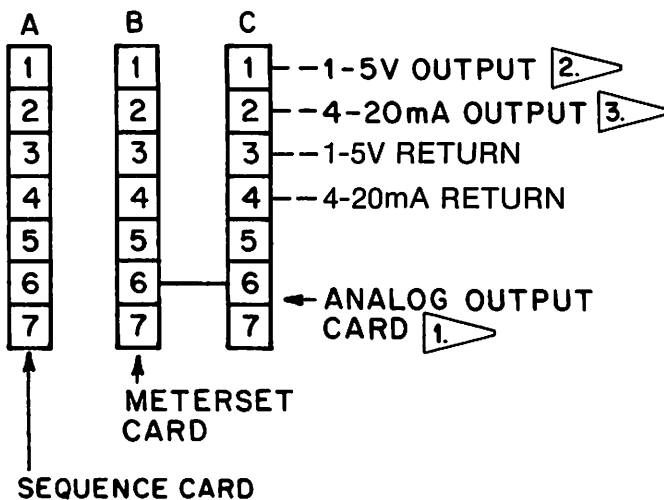 A B C
1 1 1 1-5V OUTPUT 2.
2 2 2 4-20mA OUTPUT 3.
3 3 3 1-5V RETURN
4 4 4 4-20mA RETURN
5 5 5
6 6 6 ANALOG OUTPUT
7 7 7 CARD 1.
METERSET
CARD
SEQUENCE CARD